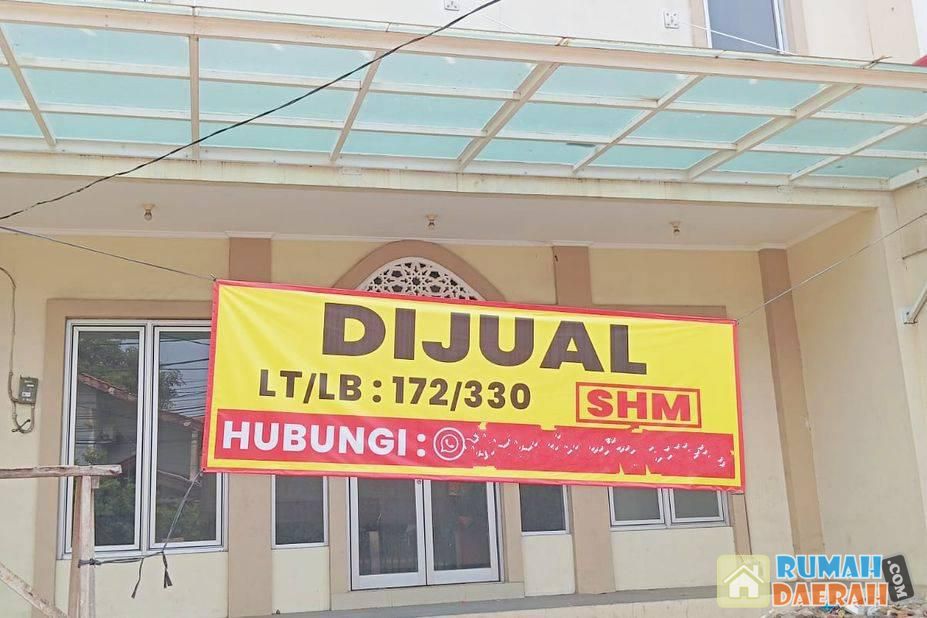 DIJUAL
LT/LB : 172/330
SHM
HUBUNGI :
RUMAH
DAERAH.COM